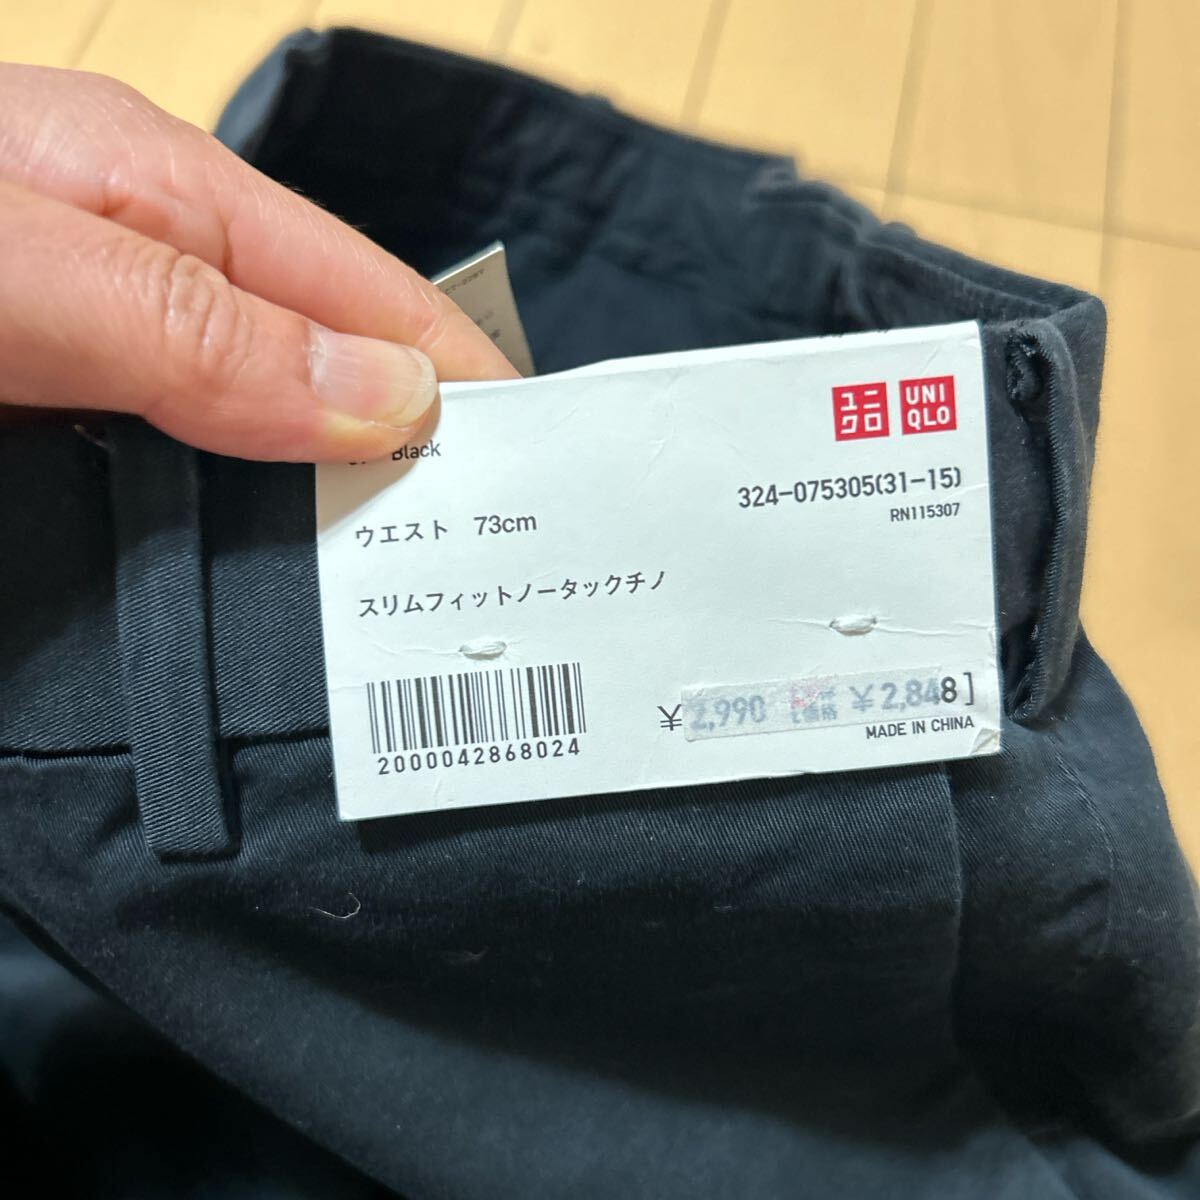 ユニクロ
UNIQLO
Black
324-075305(31-15)
RN115307
ウエスト 73cm
スリムフィットノータックチノ
2000042868024
¥2,990 ¥2,848]
MADE IN CHINA